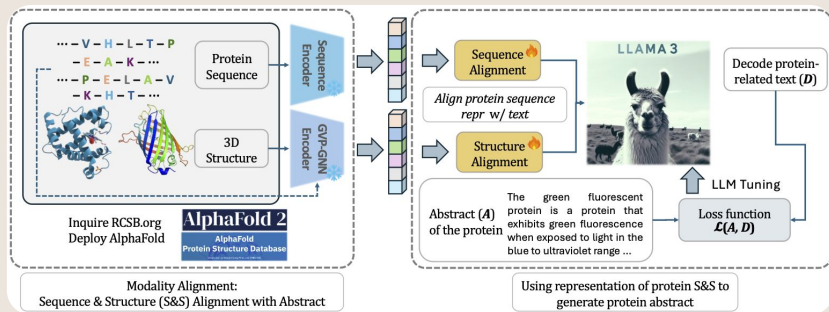 ··· – V – H – L – T – P
– E – A – K – ···
··· – P – E – L – A – V
– K – H – T – ···
Protein
Sequence
3D
Structure
Sequence
Encoder
GVP-GNN
Encoder
Inquire RCSB.org
Deploy AlphaFold
AlphaFold 2
AlphaFold
Protein Structure Database
Modality Alignment:
Sequence & Structure (S&S) Alignment with Abstract
Sequence
Alignment
Align protein sequence
repr w/ text
Structure
Alignment
LLAMA 3
Decode protein-
related text (D)
LLM Tuning
Abstract (A)
of the protein
The green fluorescent
protein is a protein that
exhibits green fluorescence
when exposed to light in the
blue to ultraviolet range ...
Loss function
ℒ(A, D)
Using representation of protein S&S to
generate protein abstract